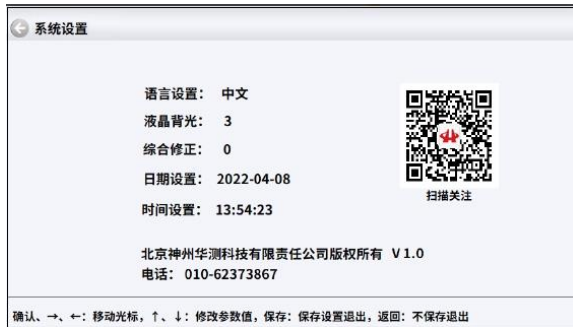 系统设置
语言设置： 中文
液晶背光： 3
综合修正： 0
日期设置： 2022-04-08
时间设置： 13:54:23
扫描关注
北京神州华测科技有限责任公司版权所有 V1.0
电话： 010-62373867
确认、→、←：移动光标，↑、↓：修改参数值，保存：保存设置退出，返回：不保存退出